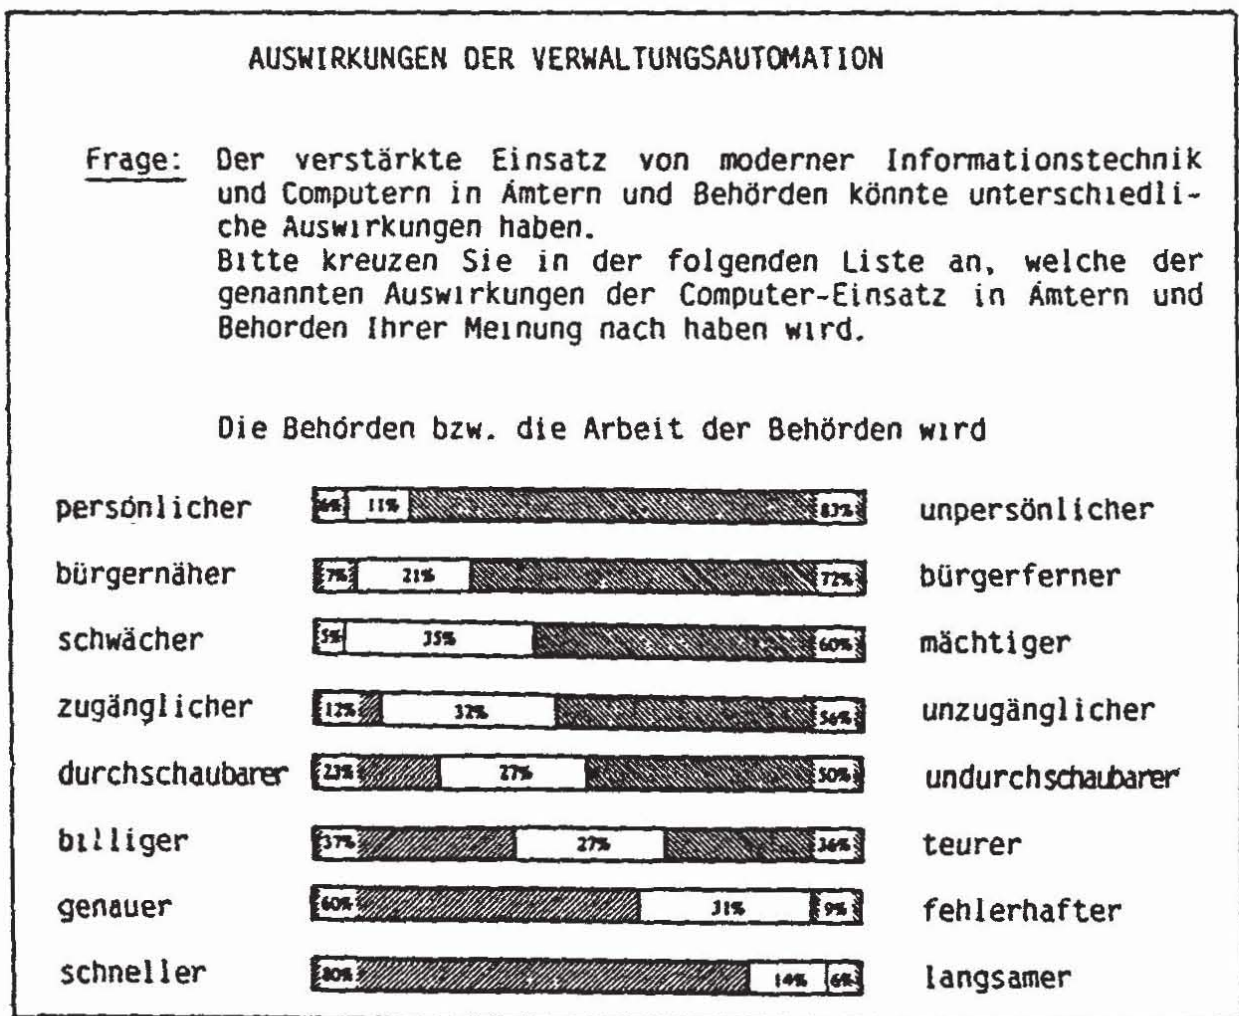 AUSWIRKUNGEN DER VERWALTUNGSAUTOMATION
Frage: Der verstärkte Einsatz von moderner Informationstechnik
und Computern in Ämtern und Behörden könnte unterschiedli-
che Auswirkungen haben.
Bitte kreuzen Sie in der folgenden Liste an, welche der
genannten Auswirkungen der Computer-Einsatz in Ämtern und
Behorden Ihrer Meinung nach haben wird.
Die Behörden bzw. die Arbeit der Behörden wird
persönlicher 6% 11% 83% unpersönlicher
bürgernäher 7% 21% 72% bürgerferner
schwächer 5% 35% 60% mächtiger
zugänglicher 12% 32% 56% unzugänglicher
durchschaubarer 23% 27% 50% undurchschaubarer
billiger 37% 27% 36% teurer
genauer 60% 31% 9% fehlerhafter
schneller 80% 14% 6% langsamer